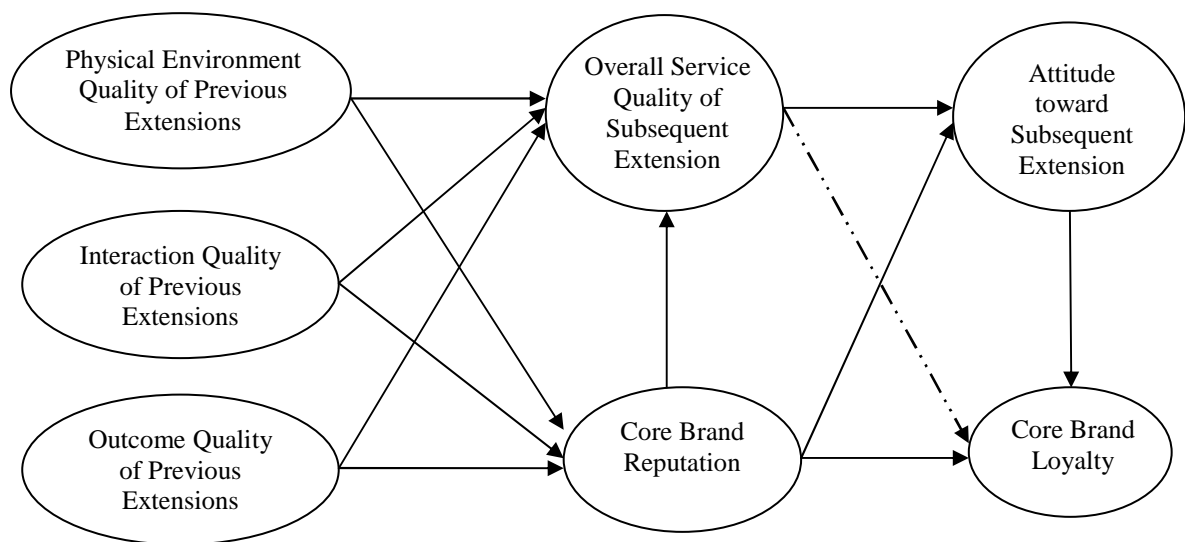 Physical Environment
Quality of Previous
Extensions
Overall Service
Quality of
Subsequent
Extension
Attitude
toward
Subsequent
Extension
Interaction Quality
of Previous
Extensions
Outcome Quality
of Previous
Extensions
Core Brand
Reputation
Core Brand
Loyalty